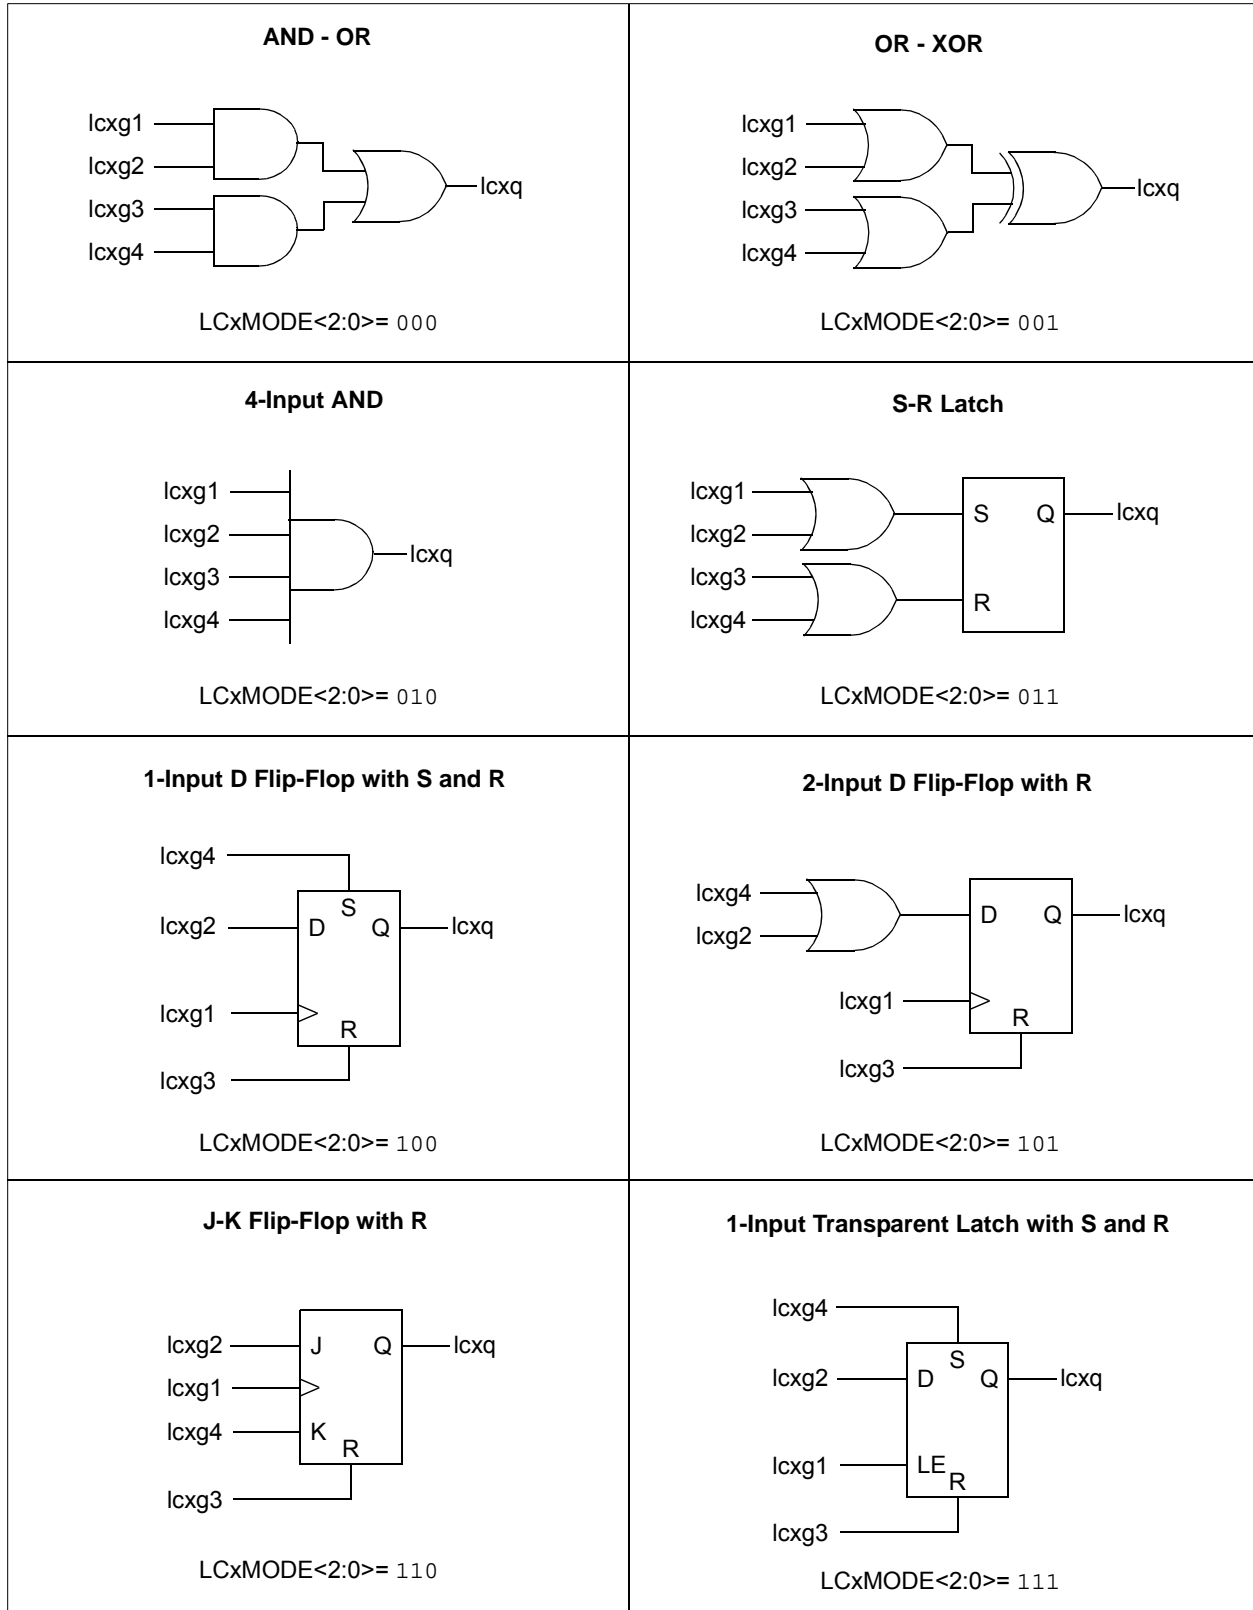 AND - OR
lcxg1
lcxg2
lcxg3
lcxg4
lcxq
LCxMODE<2:0>= 000
OR - XOR
lcxg1
lcxg2
lcxg3
lcxg4
lcxq
LCxMODE<2:0>= 001
4-Input AND
lcxg1
lcxg2
lcxg3
lcxg4
lcxq
LCxMODE<2:0>= 010
S-R Latch
lcxg1
lcxg2
lcxg3
lcxg4
S Q
R
lcxq
LCxMODE<2:0>= 011
1-Input D Flip-Flop with S and R
lcxg4
S
lcxg2
D Q
lcxq
lcxg1
R
lcxg3
LCxMODE<2:0>= 100
2-Input D Flip-Flop with R
lcxg4
lcxg2
D Q
lcxq
lcxg1
R
lcxg3
LCxMODE<2:0>= 101
J-K Flip-Flop with R
lcxg2
J Q
lcxq
lcxg1
lcxg4
K
R
lcxg3
LCxMODE<2:0>= 110
1-Input Transparent Latch with S and R
lcxg4
S
lcxg2
D Q
lcxq
lcxg1
LE
R
lcxg3
LCxMODE<2:0>= 111